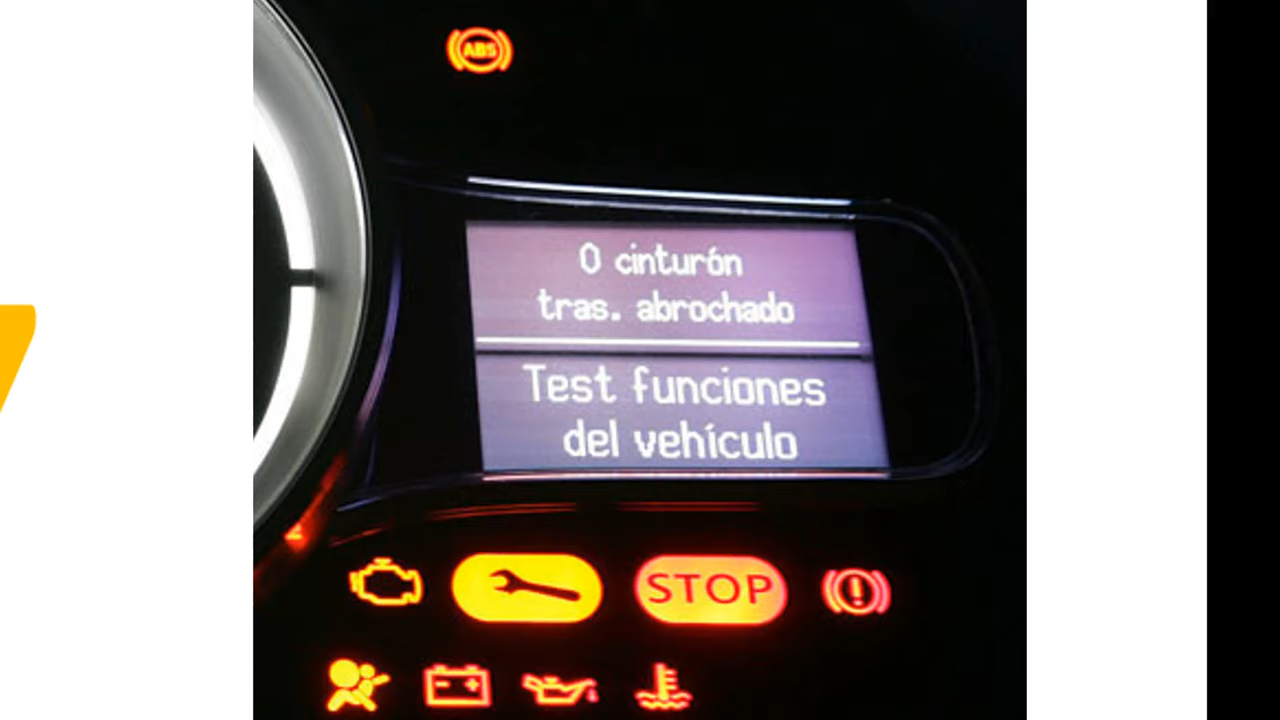 ABS
0 cinturón
tras. abrochado
Test funciones
del vehículo
STOP